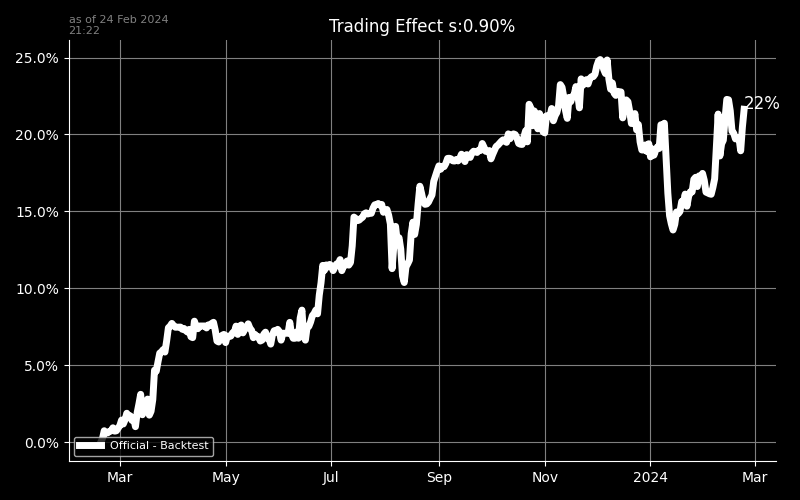 as of 24 Feb 2024
21:22
Trading Effect s:0.90%
25.0%
20.0%
15.0%
10.0%
5.0%
0.0%
22%
Official - Backtest
Mar May Jul Sep Nov 2024 Mar